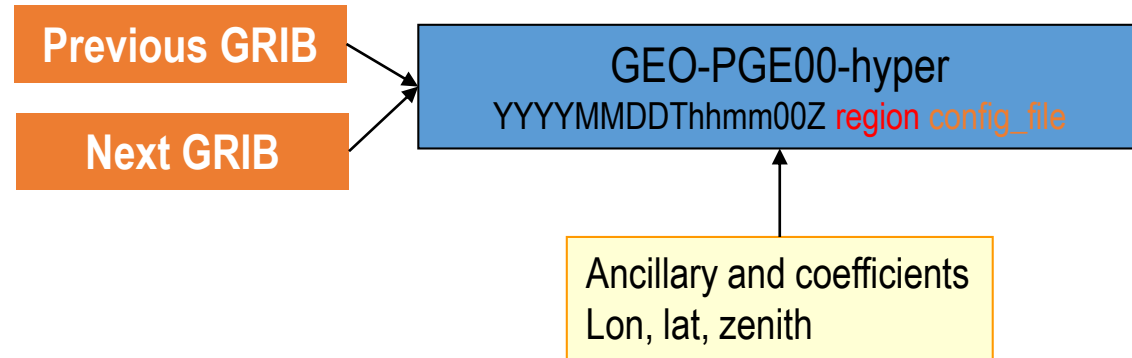 Previous GRIB
Next GRIB
GEO-PGE00-hyper
YYYYMMDDThhmm00Z region config_file
Ancillary and coefficients
Lon, lat, zenith